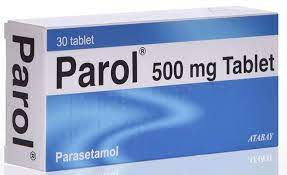 30 tablet
Parol® 500 mg Tablet
Parasetamol
ATABAY
Parol